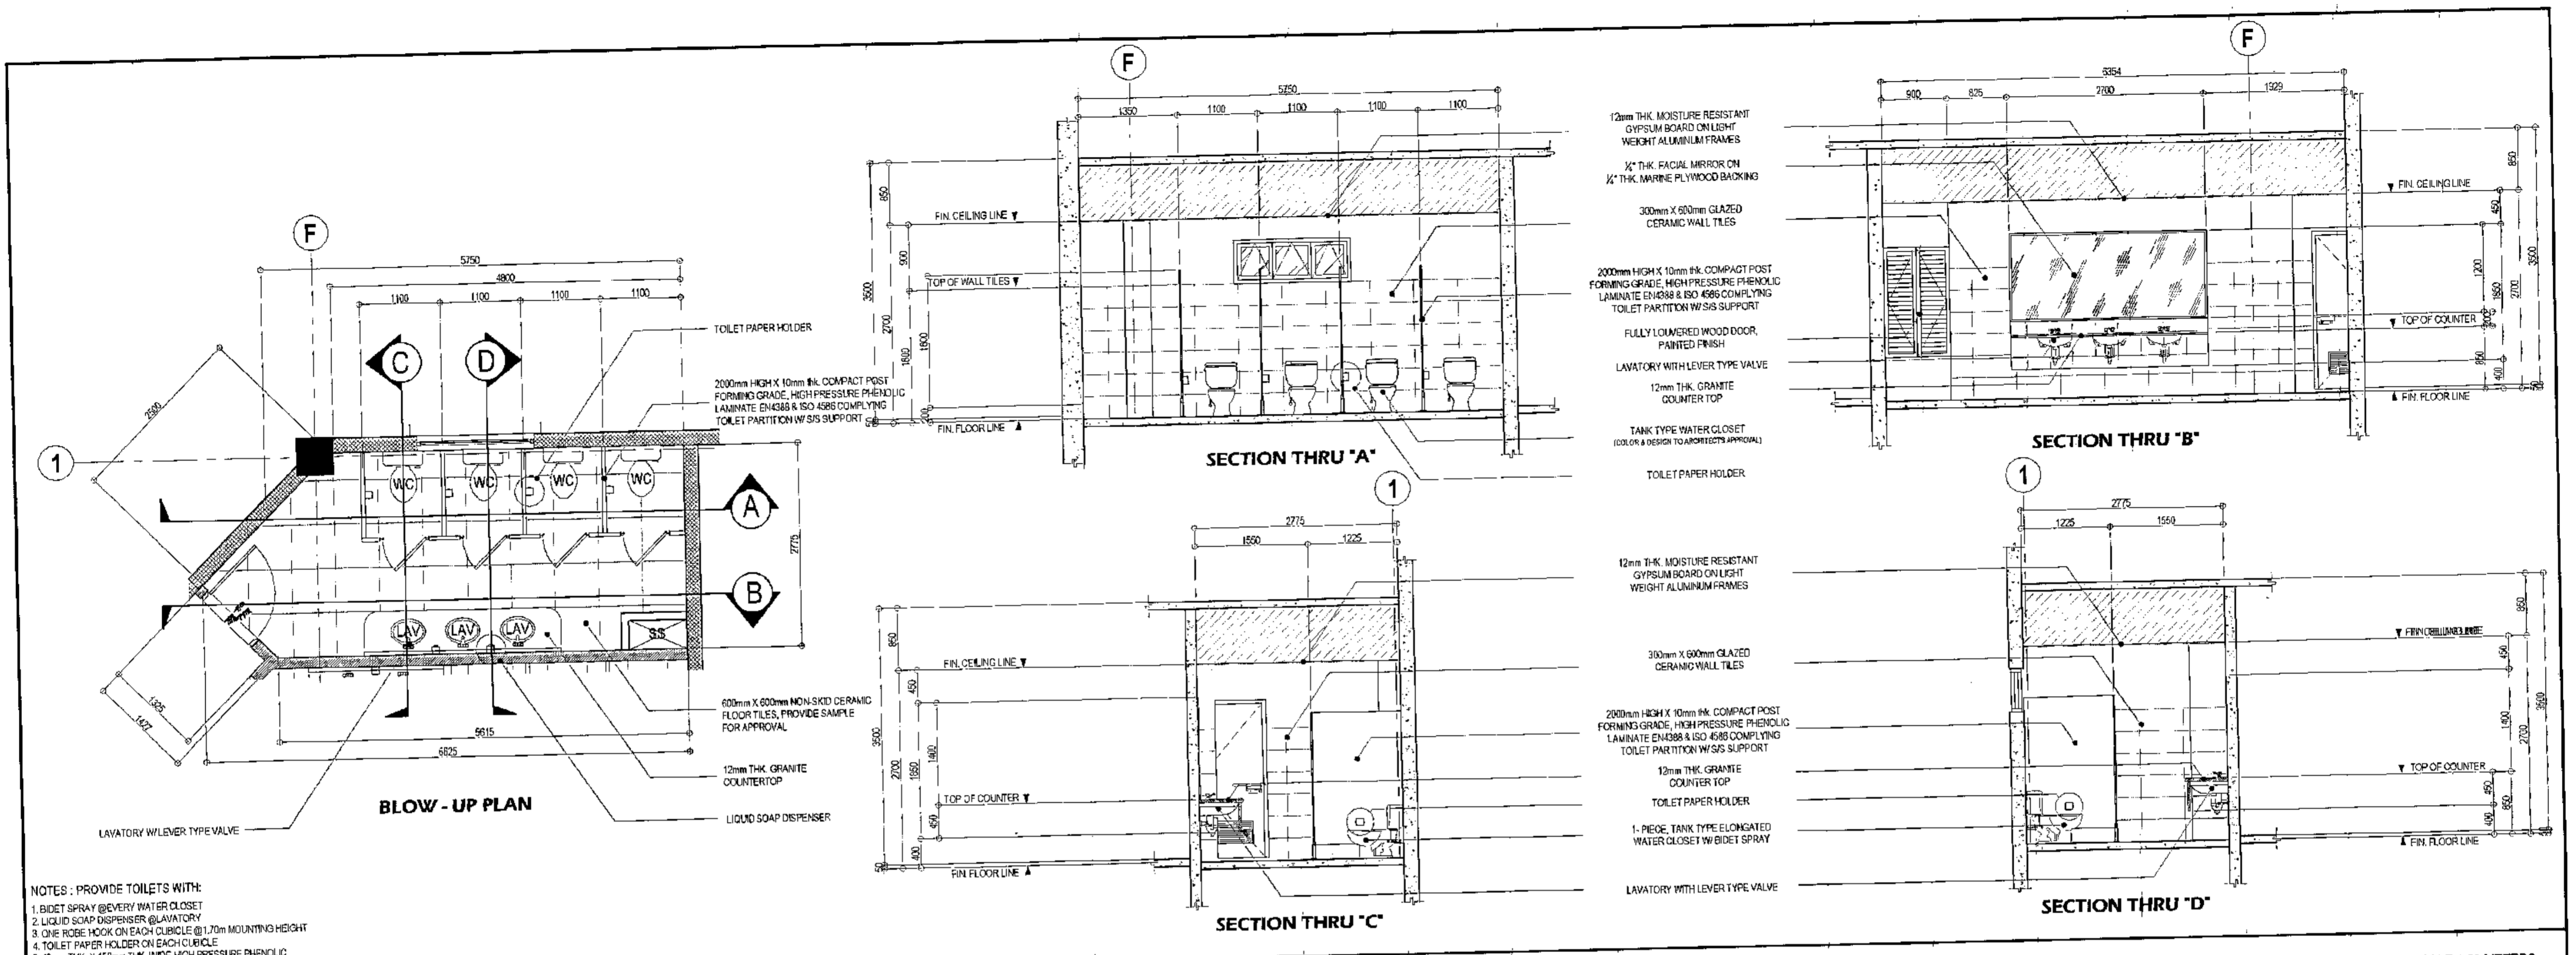 F
5750
4800
1100 1100 1100 1100
C
D
TOILET PAPER HOLDER
2000mm HIGH X 10mm thk. COMPACT POST
FORMING GRADE, HIGH PRESSURE PHENOLIC
LAMINATE EN4388 & ISO 4586 COMPLYING
TOILET PARTITION W/ S/S SUPPORT
2500
1
WC WC WC WC
A
2775
B
LAV LAV LAV
SS
600mm X 600mm NON-SKID CERAMIC
FLOOR TILES, PROVIDE SAMPLE
FOR APPROVAL
1325
1427
5615
6625
12mm THK. GRANITE
COUNTERTOP
BLOW - UP PLAN
LIQUID SOAP DISPENSER
LAVATORY W/ LEVER TYPE VALVE
NOTES : PROVIDE TOILETS WITH:
1. BIDET SPRAY @EVERY WATER CLOSET
2. LIQUID SOAP DISPENSER @LAVATORY
3. ONE ROBE HOOK ON EACH CUBICLE @1.70m MOUNTING HEIGHT
4. TOILET PAPER HOLDER ON EACH CUBICLE
F
5750
1350 1100 1100 1100 1100
850
FIN. CEILING LINE
900
TOP OF WALL TILES
3500
2700
1800
1600
200
50
FIN. FLOOR LINE
SECTION THRU "A"
12mm THK. MOISTURE RESISTANT
GYPSUM BOARD ON LIGHT
WEIGHT ALUMINUM FRAMES
¼" THK. FACIAL MIRROR ON
¼" THK. MARINE PLYWOOD BACKING
300mm X 600mm GLAZED
CERAMIC WALL TILES
2000mm HIGH X 10mm thk. COMPACT POST
FORMING GRADE, HIGH PRESSURE PHENOLIC
LAMINATE EN4388 & ISO 4586 COMPLYING
TOILET PARTITION W/ S/S SUPPORT
FULLY LOUVERED WOOD DOOR,
PAINTED FINISH
LAVATORY WITH LEVER TYPE VALVE
12mm THK. GRANITE
COUNTER TOP
TANK TYPE WATER CLOSET
(COLOR & DESIGN TO ARCHITECTS APPROVAL)
TOILET PAPER HOLDER
F
6354
900 825 2700 1929
850
FIN. CEILING LINE
450
1200
3500
1850
2700
TOP OF COUNTER
200
400
50
FIN. FLOOR LINE
SECTION THRU "B"
1
2775
1550 1225
850
FIN. CEILING LINE
450
3500
2700
1850
1400
TOP OF COUNTER
450
400
50
FIN. FLOOR LINE
SECTION THRU "C"
12mm THK. MOISTURE RESISTANT
GYPSUM BOARD ON LIGHT
WEIGHT ALUMINUM FRAMES
300mm X 600mm GLAZED
CERAMIC WALL TILES
2000mm HIGH X 10mm thk. COMPACT POST
FORMING GRADE, HIGH PRESSURE PHENOLIC
LAMINATE EN4388 & ISO 4586 COMPLYING
TOILET PARTITION W/ S/S SUPPORT
12mm THK. GRANITE
COUNTER TOP
TOILET PAPER HOLDER
1- PIECE, TANK TYPE ELONGATED
WATER CLOSET W/ BIDET SPRAY
LAVATORY WITH LEVER TYPE VALVE
1
2775
1225 1550
850
450
1400
3500
2700
TOP OF COUNTER
450
850
400
FIN. FLOOR LINE
SECTION THRU "D"